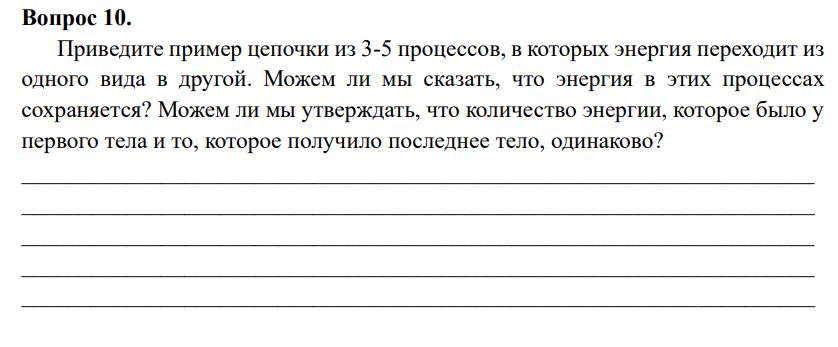 Вопрос 10.
Приведите пример цепочки из 3-5 процессов, в которых энергия переходит из
одного вида в другой. Можем ли мы сказать, что энергия в этих процессах
сохраняется? Можем ли мы утверждать, что количество энергии, которое было у
первого тела и то, которое получило последнее тело, одинаково?